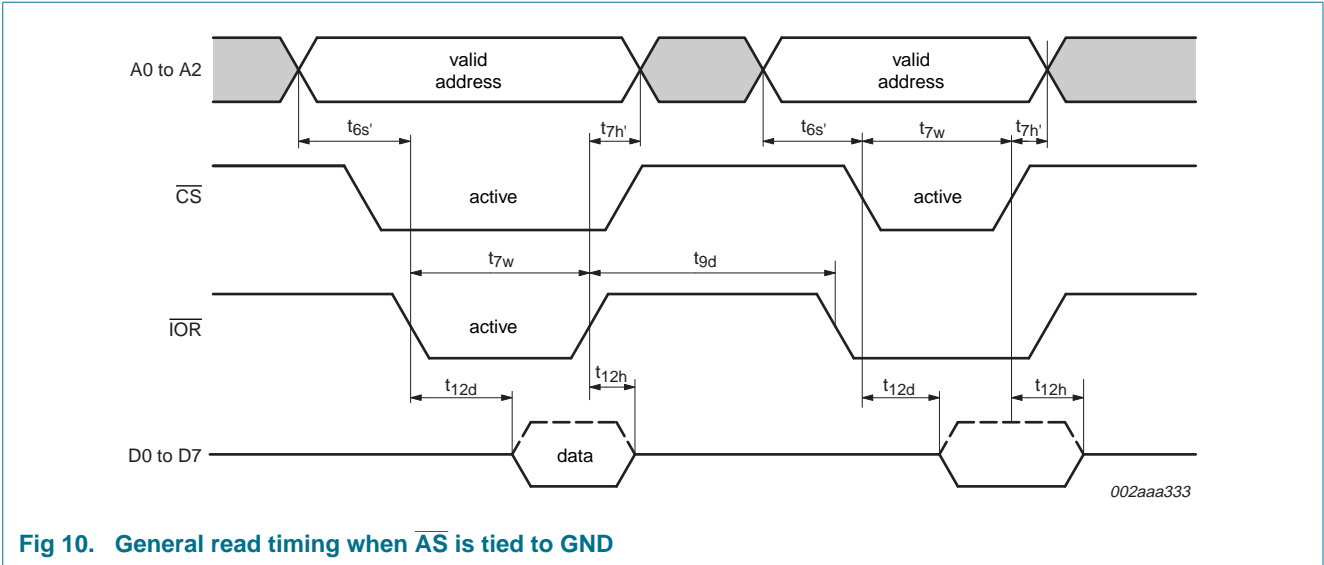 A0 to A2
valid
address
valid
address
t6s'
t7h'
t6s'
t7w
t7h'
CS
active
active
t7w
t9d
IOR
active
t12d
t12h
t12d
t12h
D0 to D7
data
002aaa333
Fig 10. General read timing when AS is tied to GND